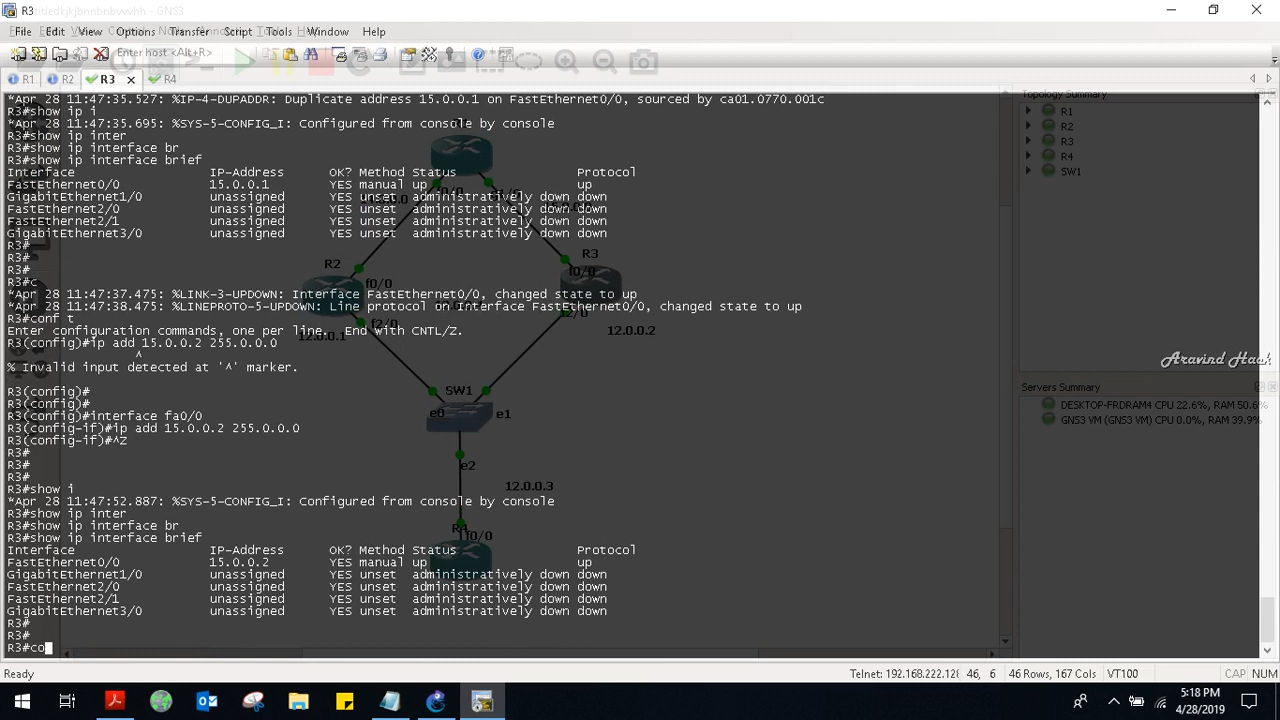 R3
titledkjkjbnnbnbvvvhh - GNS3
File Edit View Options Transfer Script Tools Window Help
Enter host <Alt+R>
R1 R2 R3 × R4
*Apr 28 11:47:35.527: %IP-4-DUPADDR: Duplicate address 15.0.0.1 on FastEthernet0/0, sourced by ca01.0770.001c
R3#show ip i
*Apr 28 11:47:35.695: %SYS-5-CONFIG_I: Configured from console by console
R3#show ip inter
R3#show ip interface br
R3#show ip interface brief
Interface IP-Address OK? Method Status Protocol
FastEthernet0/0 15.0.0.1 YES manual up up
GigabitEthernet1/0 unassigned YES unset administratively down down
FastEthernet2/0 unassigned YES unset administratively down down
FastEthernet2/1 unassigned YES unset administratively down down
GigabitEthernet3/0 unassigned YES unset administratively down down
R3#
R3#
R3#
R3#c
*Apr 28 11:47:37.475: %LINK-3-UPDOWN: Interface FastEthernet0/0, changed state to up
*Apr 28 11:47:38.475: %LINEPROTO-5-UPDOWN: Line protocol on Interface FastEthernet0/0, changed state to up
R3#conf t
Enter configuration commands, one per line. End with CNTL/Z.
R3(config)#ip add 15.0.0.2 255.0.0.0
^
% Invalid input detected at '^' marker.
R3(config)#
R3(config)#
R3(config)#interface fa0/0
R3(config-if)#ip add 15.0.0.2 255.0.0.0
R3(config-if)#^Z
R3#
R3#
R3#
R3#show i
*Apr 28 11:47:52.887: %SYS-5-CONFIG_I: Configured from console by console
R3#show ip inter
R3#show ip interface br
R3#show ip interface brief
Interface IP-Address OK? Method Status Protocol
FastEthernet0/0 15.0.0.2 YES manual up up
GigabitEthernet1/0 unassigned YES unset administratively down down
FastEthernet2/0 unassigned YES unset administratively down down
FastEthernet2/1 unassigned YES unset administratively down down
GigabitEthernet3/0 unassigned YES unset administratively down down
R3#
R3#
R3#co
R2
f0/0
f2/0
12.0.0.1
R3
f0/0
12.0.0.2
SW1
e0
e1
e2
12.0.0.3
f0/0
Topology Summary
R1
R2
R3
R4
SW1
Aravind Haak
Servers Summary
DESKTOP-FRDRAM4 CPU 22.6%, RAM 50.6%
GNS3 VM (GNS3 VM) CPU 0.0%, RAM 39.9%
Ready
Telnet: 192.168.222.128 46, 6 46 Rows, 167 Cols VT100 CAP NUM
5:18 PM
4/28/2019